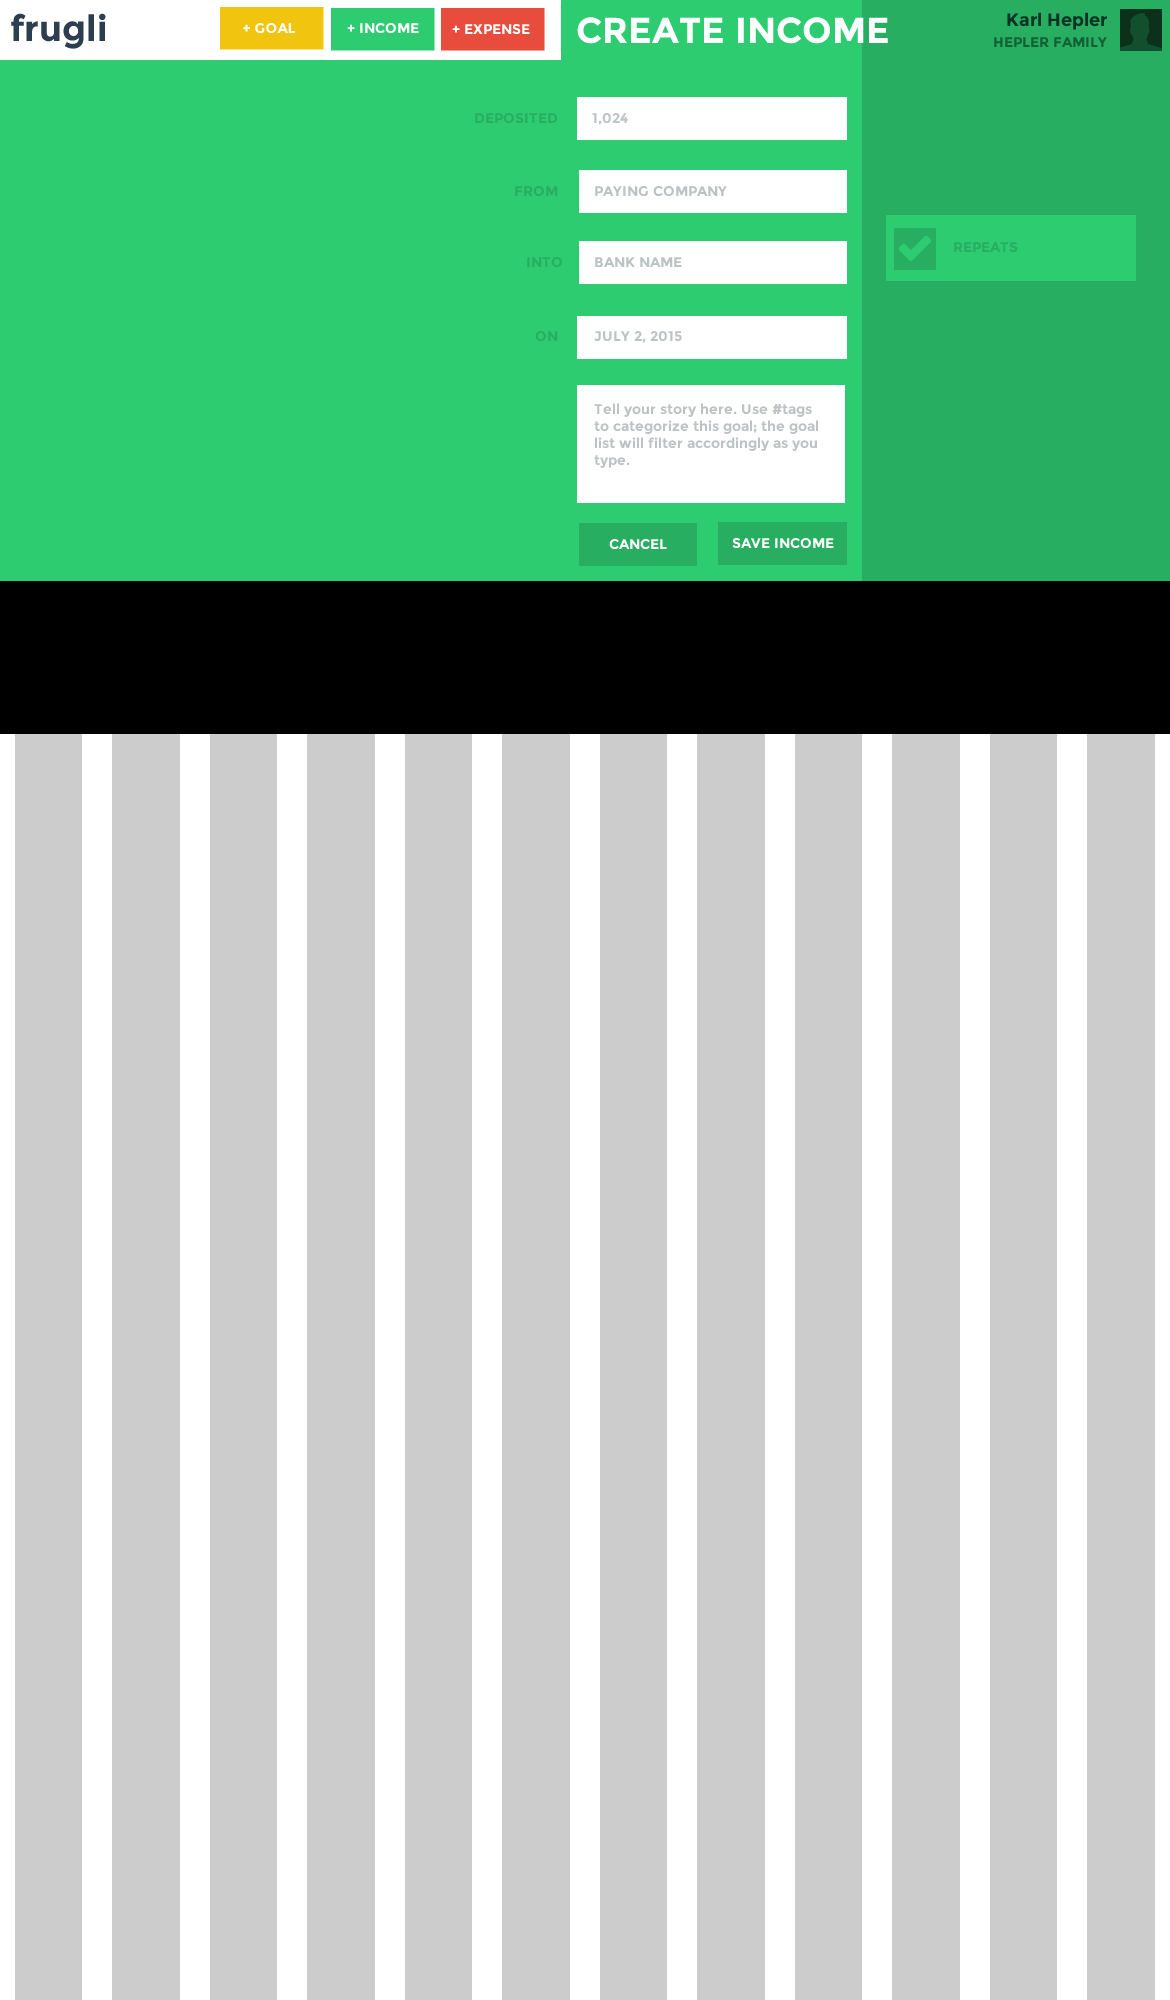 frugli
+ GOAL
+ INCOME
+ EXPENSE
CREATE INCOME
Karl Hepler
HEPLER FAMILY
DEPOSITED
1,024
FROM
PAYING COMPANY
INTO
BANK NAME
REPEATS
ON
JULY 2, 2015
Tell your story here. Use #tags
to categorize this goal; the goal
list will filter accordingly as you
type.
CANCEL
SAVE INCOME